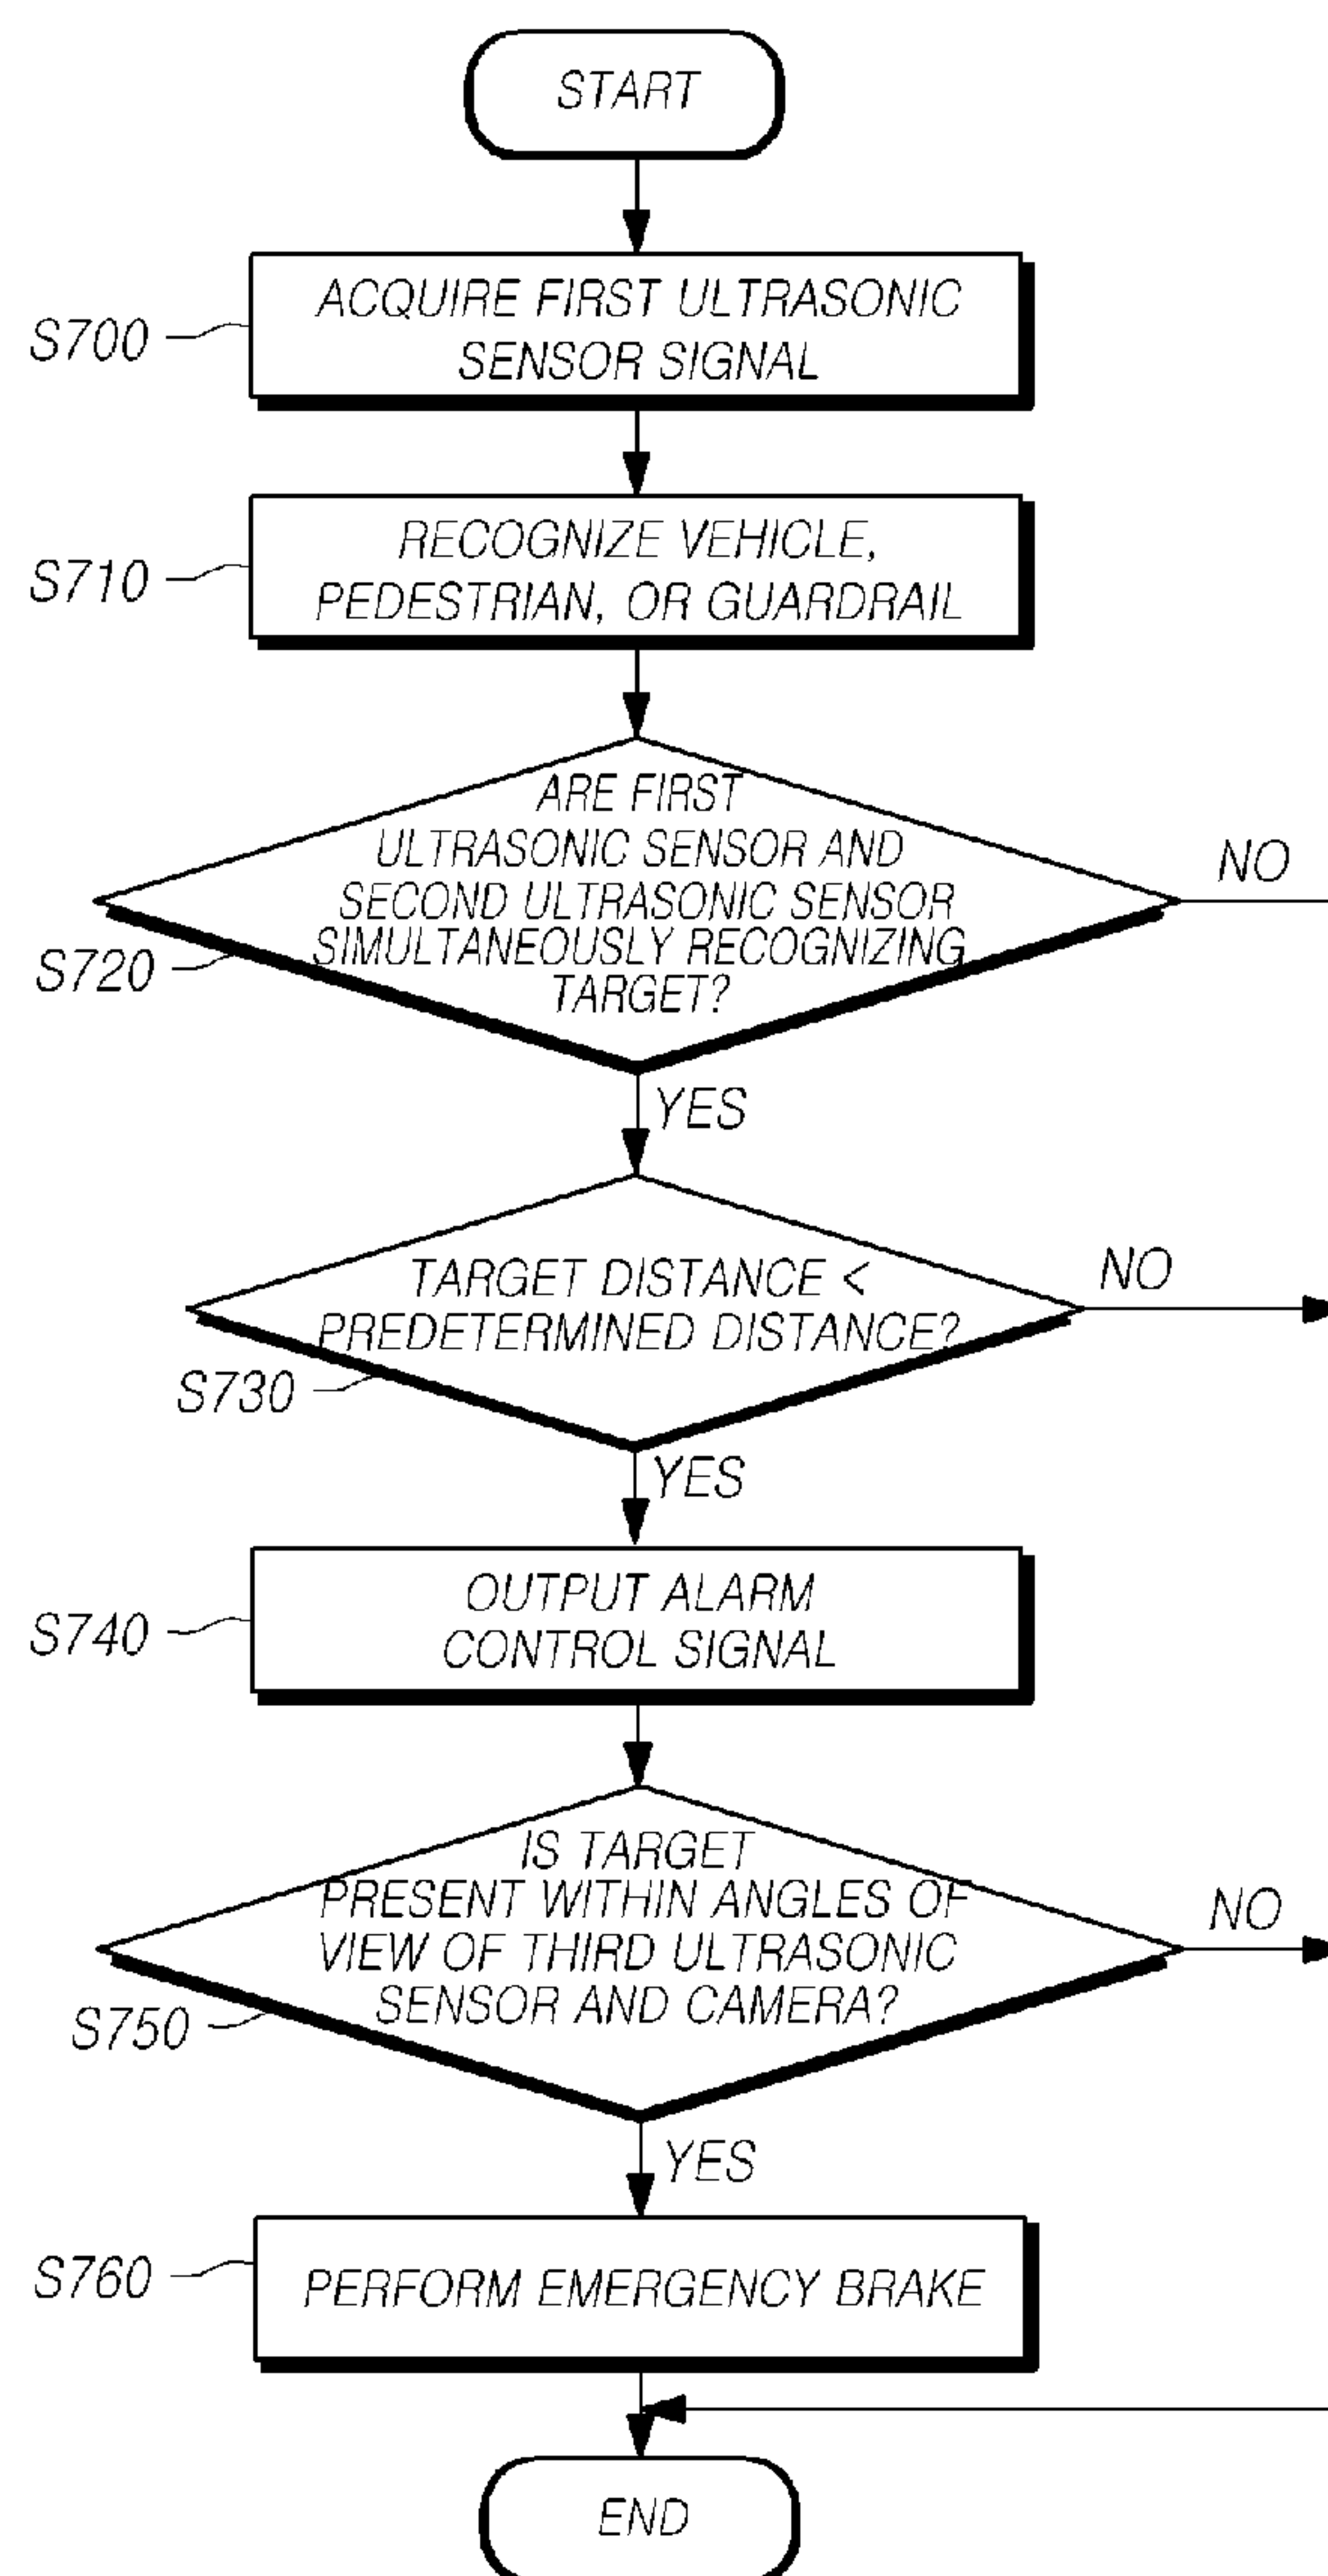 START
S700
ACQUIRE FIRST ULTRASONIC
SENSOR SIGNAL
S710
RECOGNIZE VEHICLE,
PEDESTRIAN, OR GUARDRAIL
S720
ARE FIRST
ULTRASONIC SENSOR AND
SECOND ULTRASONIC SENSOR
SIMULTANEOUSLY RECOGNIZING
TARGET?
NO
YES
S730
TARGET DISTANCE <
PREDETERMINED DISTANCE?
NO
YES
S740
OUTPUT ALARM
CONTROL SIGNAL
S750
IS TARGET
PRESENT WITHIN ANGLES OF
VIEW OF THIRD ULTRASONIC
SENSOR AND CAMERA?
NO
YES
S760
PERFORM EMERGENCY BRAKE
END